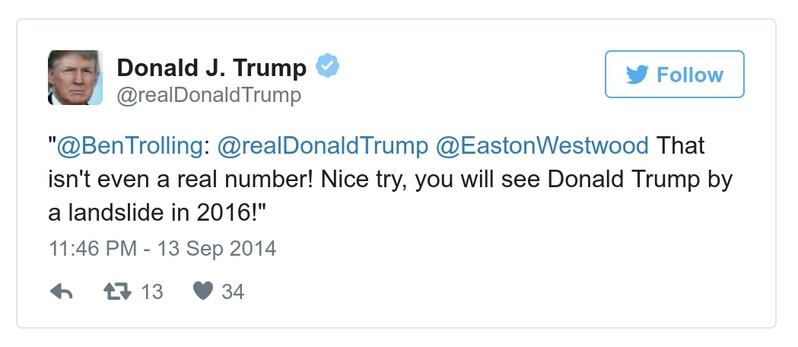 Donald J. Trump
@realDonaldTrump
Follow
"@BenTrolling: @realDonaldTrump @EastonWestwood That
isn't even a real number! Nice try, you will see Donald Trump by
a landslide in 2016!"
11:46 PM - 13 Sep 2014
13 34